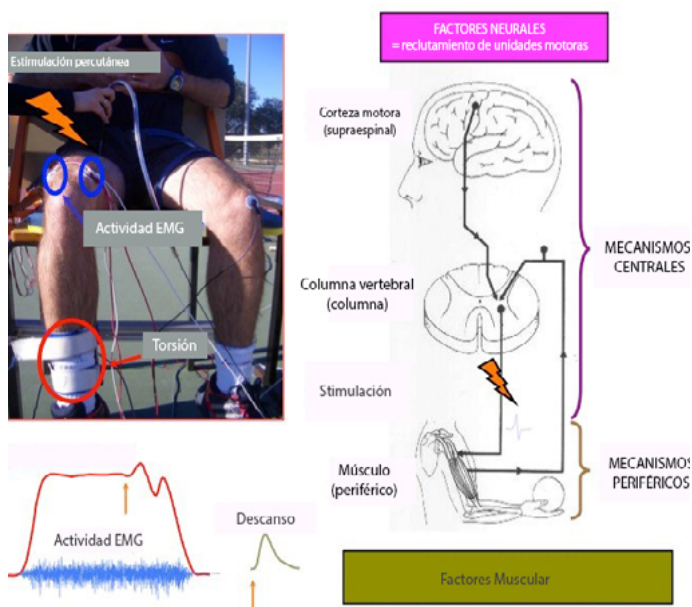 Estimulación percutánea
Actividad EMG
Torsión
Actividad EMG
Descanso
FACTORES NEURALES
= reclutamiento de unidades motoras
Corteza motora
(supraespinal)
Columna vertebral
(columna)
Stimulación
Músculo
(periférico)
MECANISMOS
CENTRALES
MECANISMOS
PERIFÉRICOS
Factores Muscular